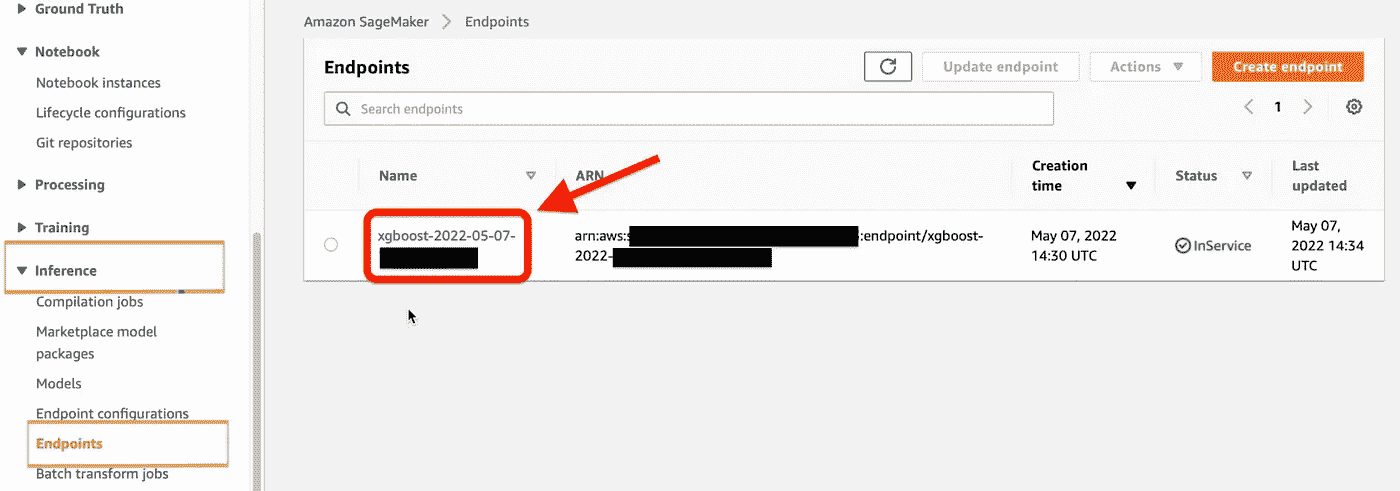 Ground Truth
Notebook
Notebook instances
Lifecycle configurations
Git repositories
Processing
Training
Inference
Compilation jobs
Marketplace model
packages
Models
Endpoint configurations
Endpoints
Batch transform jobs
Amazon SageMaker > Endpoints
Endpoints
Update endpoint
Actions
Create endpoint
Search endpoints
1
Name
ARN
Creation
time
Status
Last
updated
xgboost-2022-05-07-
arn:aws:s :endpoint/xgboost-
2022-
May 07, 2022
14:30 UTC
InService
May 07,
2022 14:34
UTC